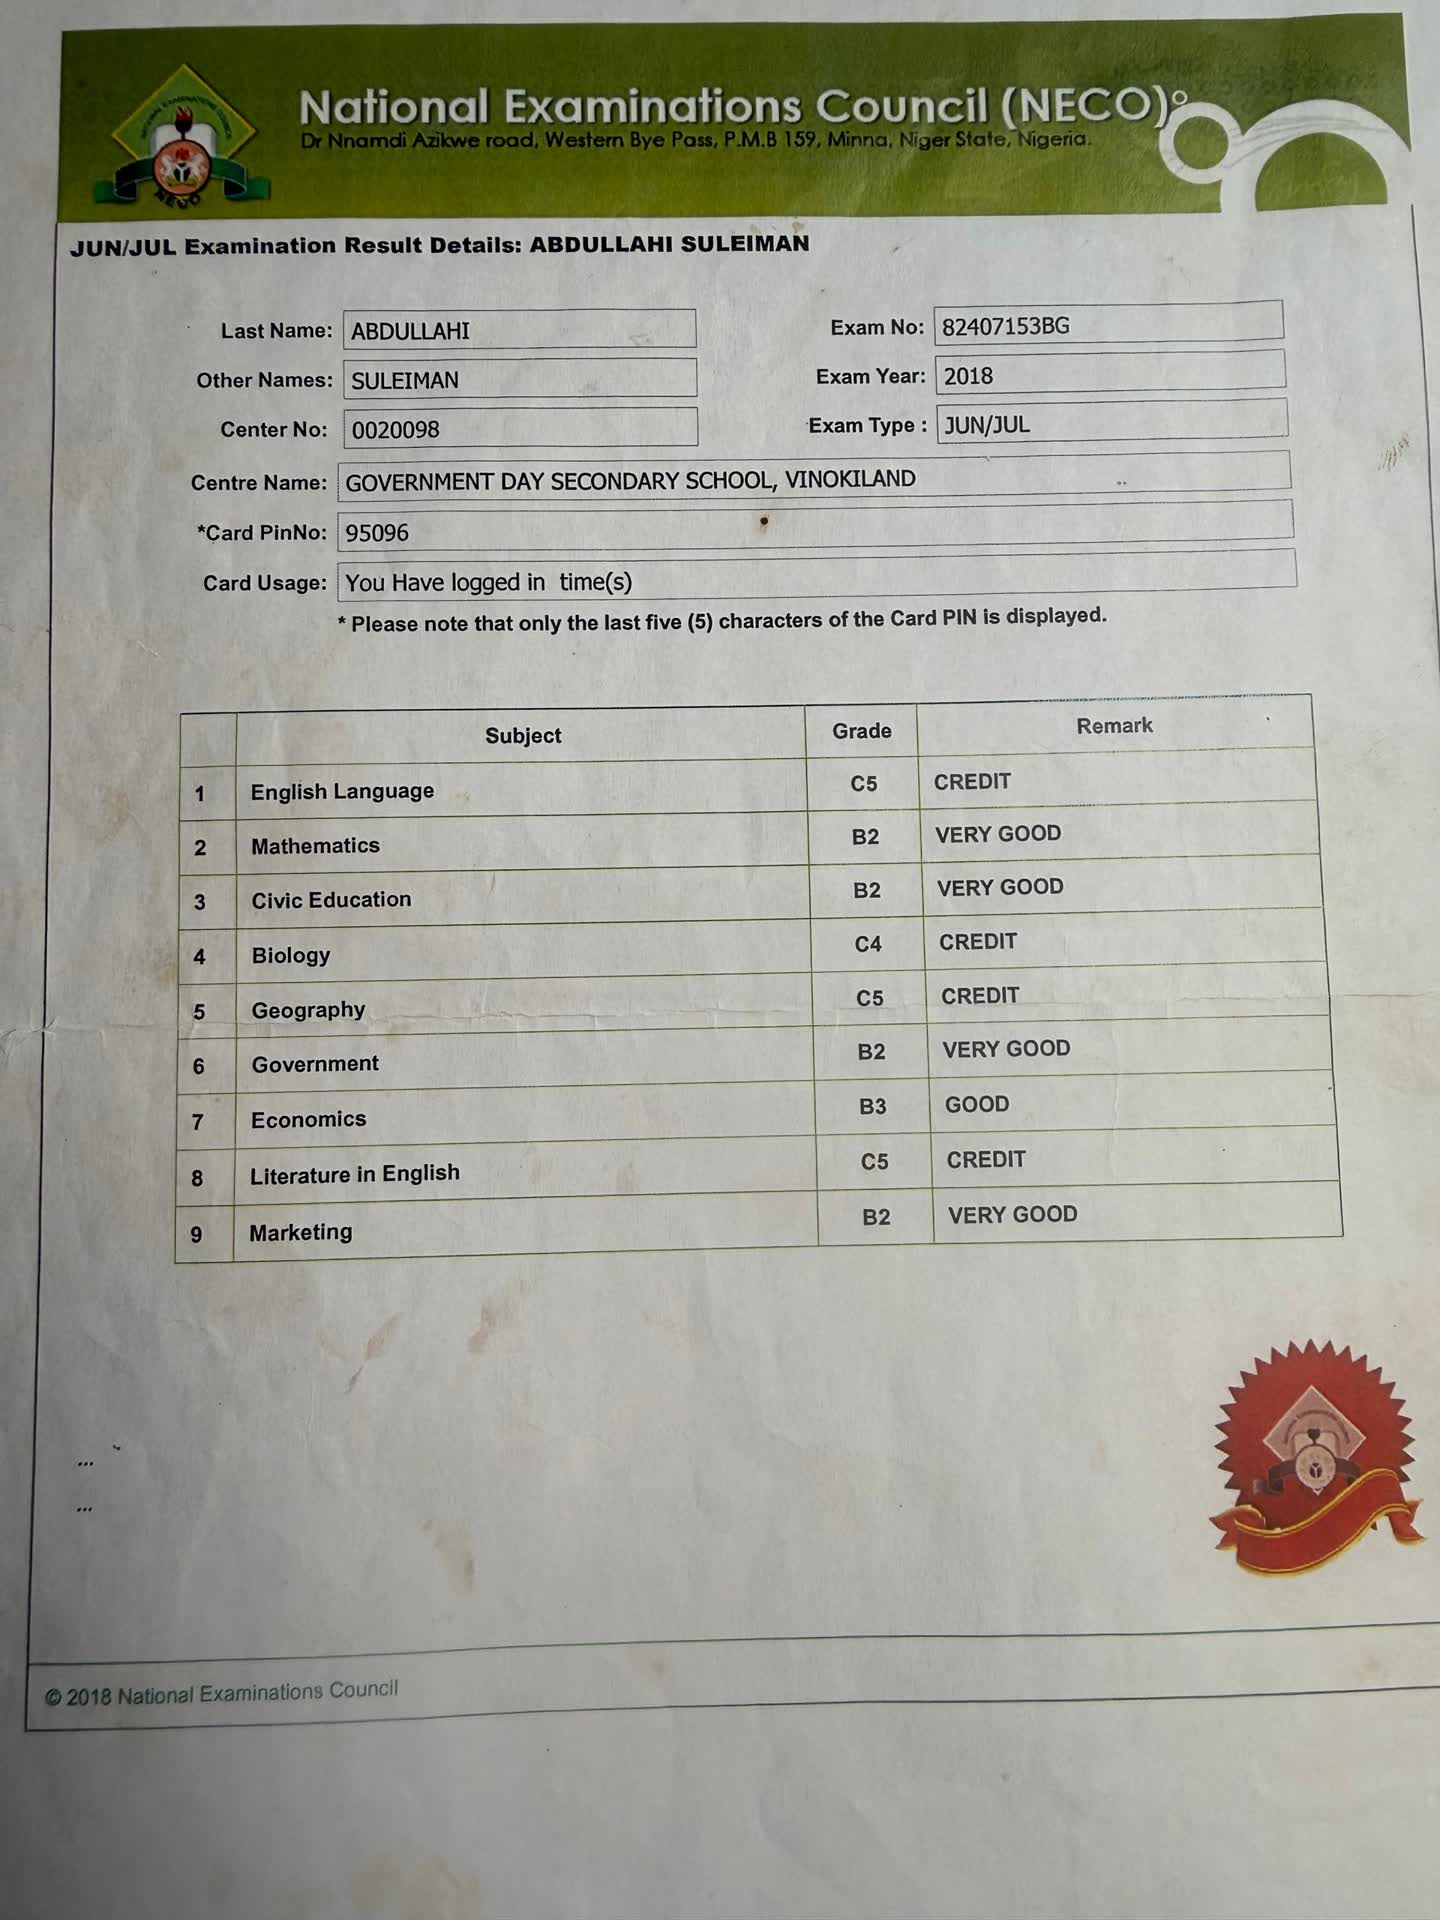 National Examinations Council (NECO)
Dr Nnamdi Azikwe road, Western Bye Pass, P.M.B 159, Minna, Niger State, Nigeria.
NECO
JUN/JUL Examination Result Details: ABDULLAHI SULEIMAN
Last Name: ABDULLAHI Exam No: 82407153BG
Other Names: SULEIMAN Exam Year: 2018
Center No: 0020098 Exam Type : JUN/JUL
Centre Name: GOVERNMENT DAY SECONDARY SCHOOL, VINOKILAND
*Card PinNo: 95096
Card Usage: You Have logged in time(s)
* Please note that only the last five (5) characters of the Card PIN is displayed.
Subject Grade Remark
1 English Language C5 CREDIT
2 Mathematics B2 VERY GOOD
3 Civic Education B2 VERY GOOD
4 Biology C4 CREDIT
5 Geography C5 CREDIT
6 Government B2 VERY GOOD
7 Economics B3 GOOD
8 Literature in English C5 CREDIT
9 Marketing B2 VERY GOOD
...
...
© 2018 National Examinations Council